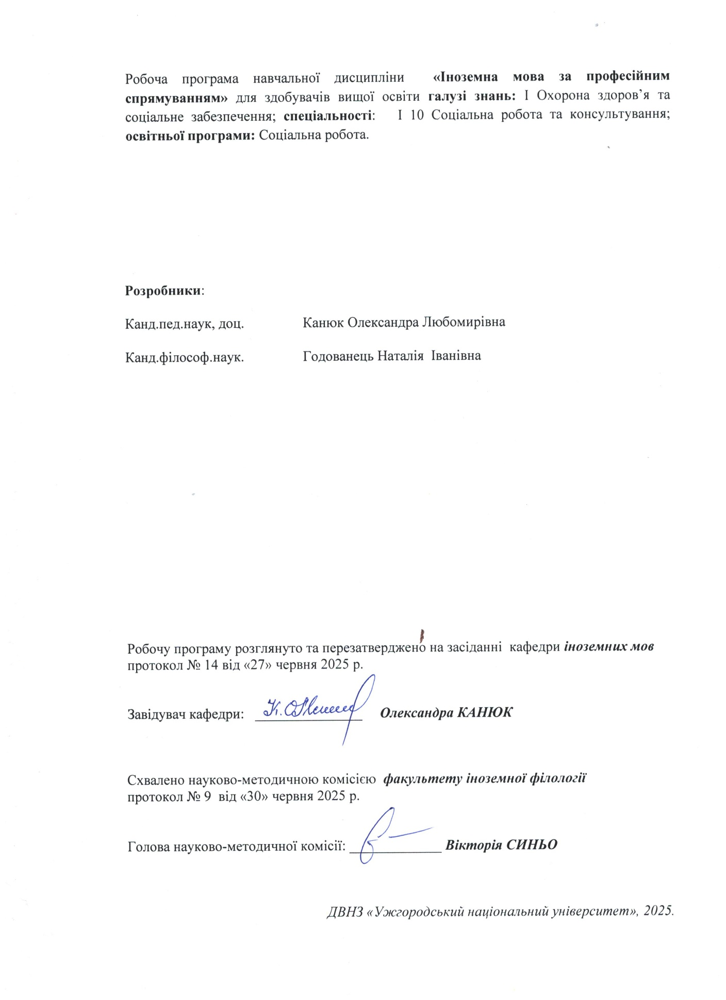 Робоча програма навчальної дисципліни «Іноземна мова за професійним
спрямуванням» для здобувачів вищої освіти галузі знань: І Охорона здоров’я та
соціальне забезпечення; спеціальності: І 10 Соціальна робота та консультування;
освітньої програми: Соціальна робота.
Розробники:
Канд.пед.наук, доц. Канюк Олександра Любомирівна
Канд.філософ.наук. Годованець Наталія Іванівна
Робочу програму розглянуто та перезатверджено на засіданні кафедри іноземних мов
протокол № 14 від «27» червня 2025 р.
Завідувач кафедри: Олександра КАНЮК
Схвалено науково-методичною комісією факультету іноземної філології
протокол № 9 від «30» червня 2025 р.
Голова науково-методичної комісії: Вікторія СИНЬО
ДВНЗ «Ужгородський національний університет», 2025.